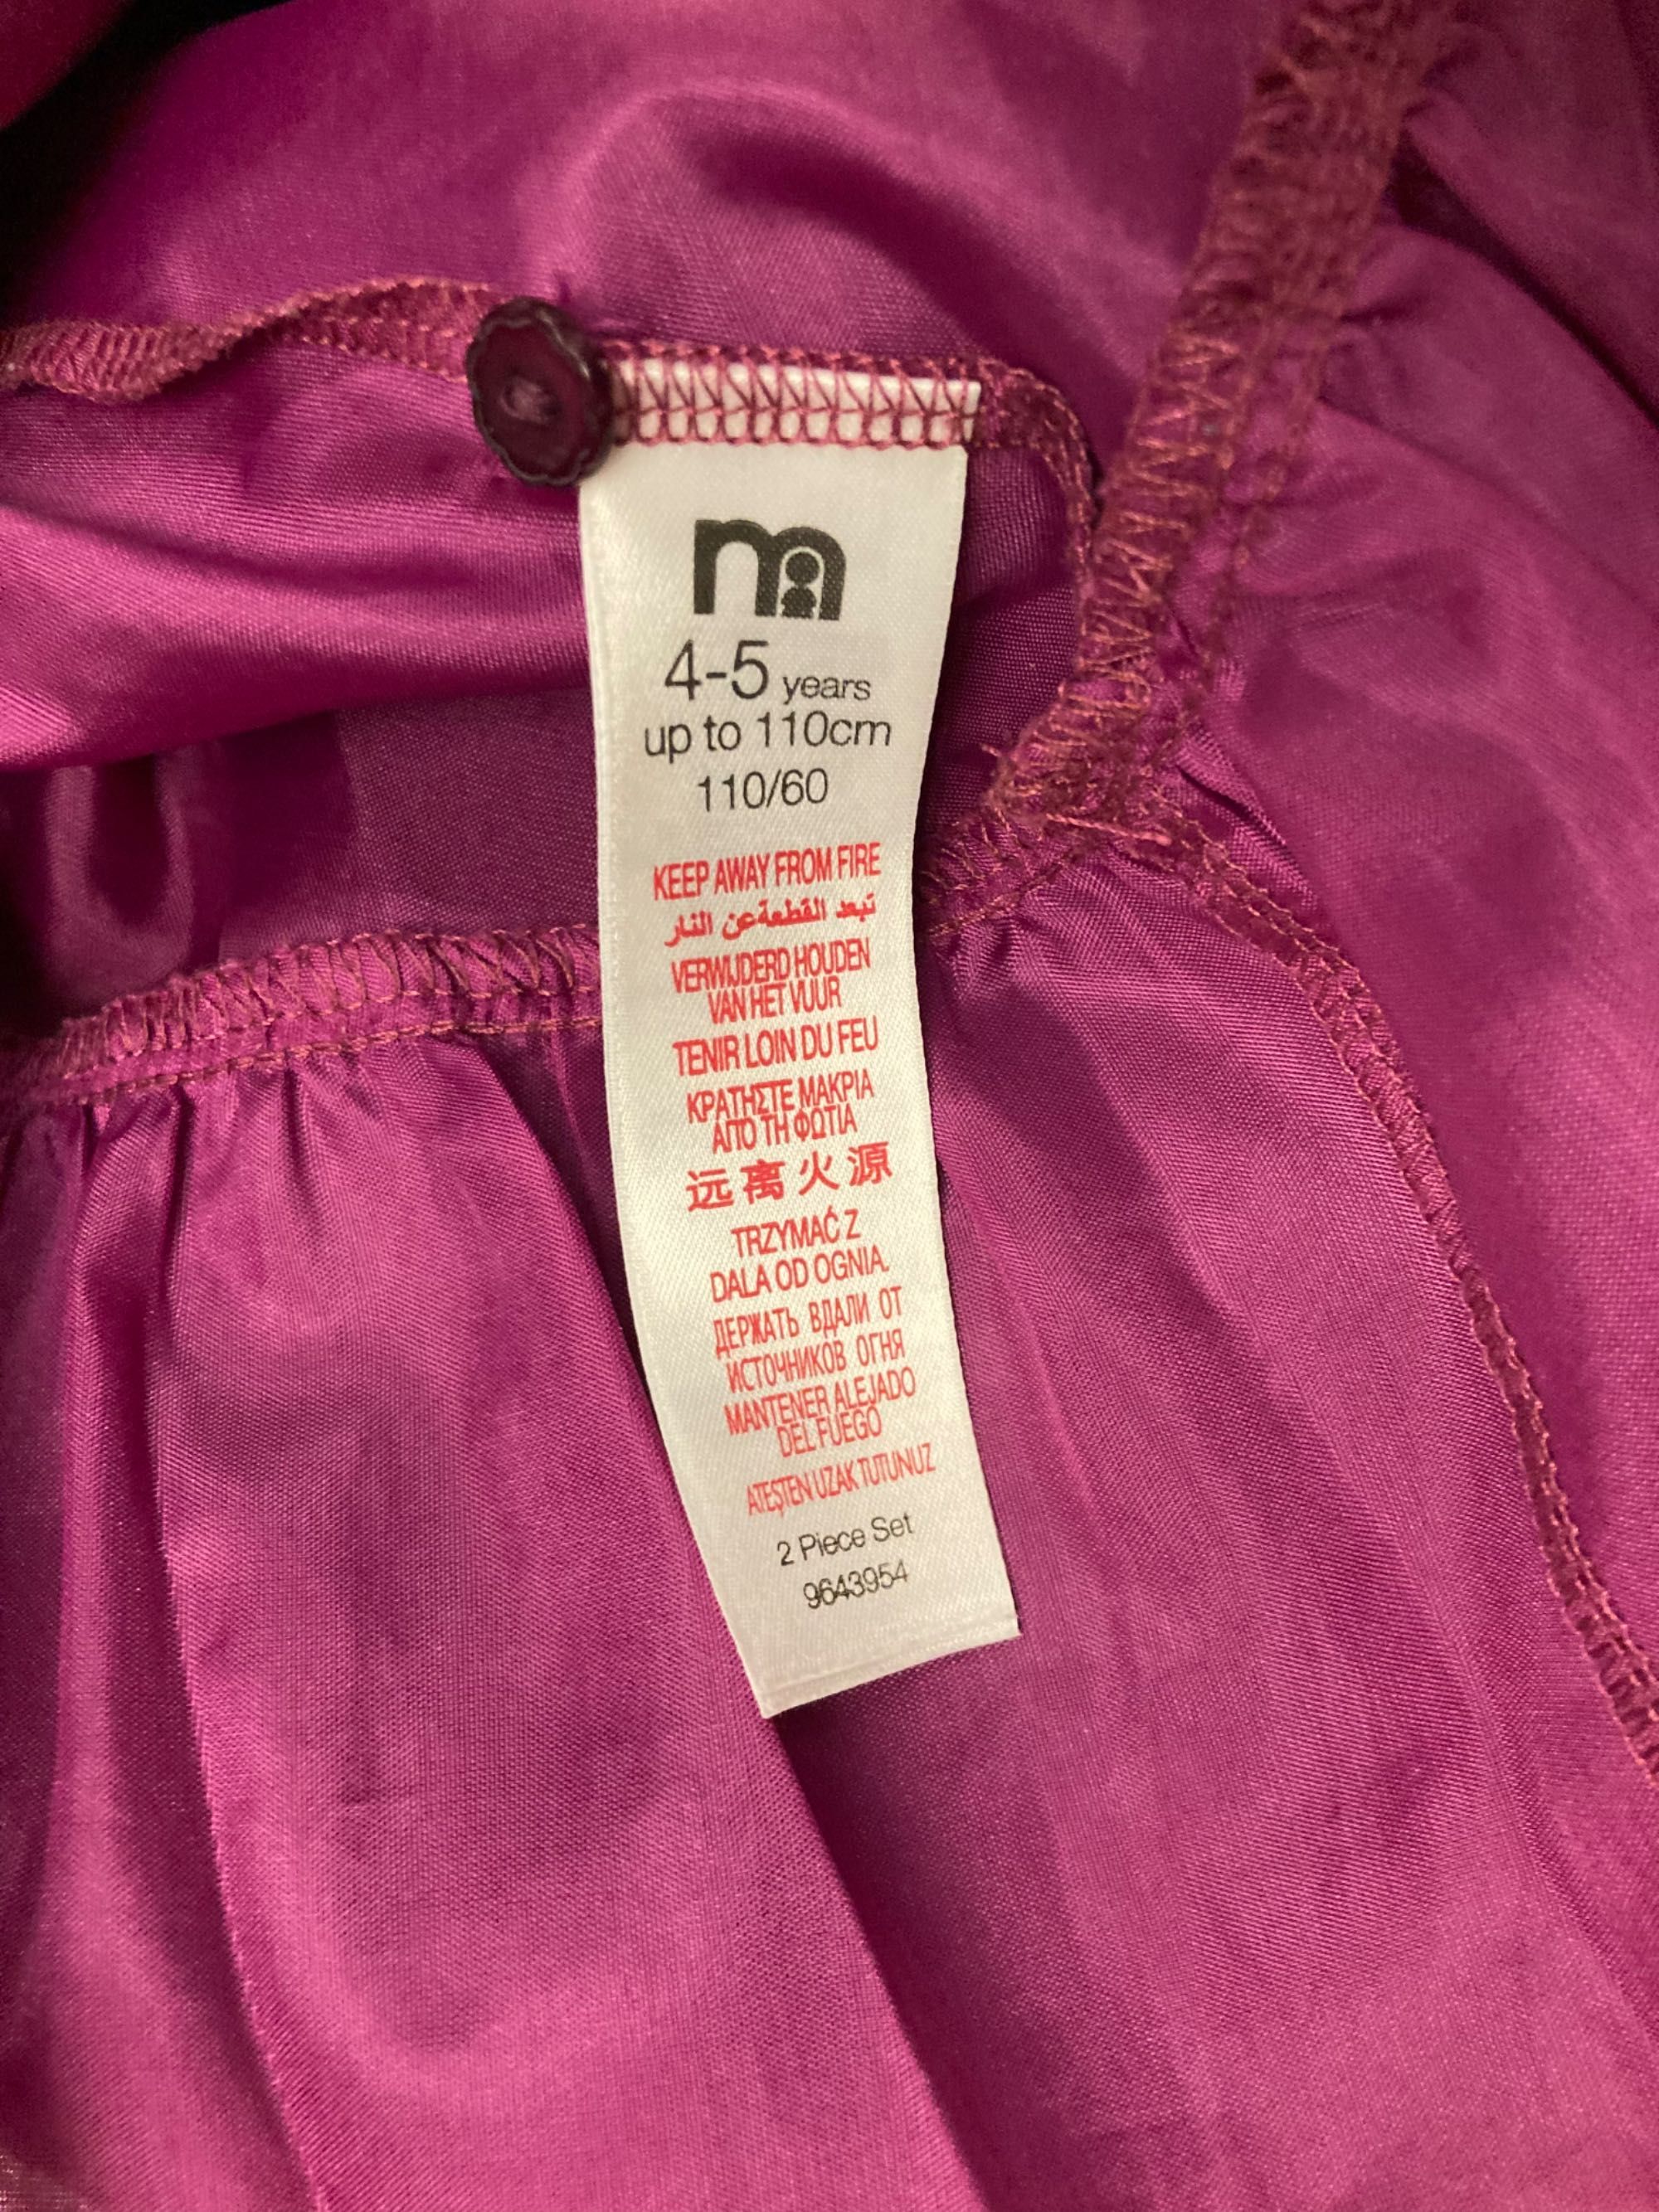 m
4-5 years
up to 110cm
110/60
KEEP AWAY FROM FIRE
تبعد القطعة عن النار
VERWIJDERD HOUDEN
VAN HET VUUR
TENIR LOIN DU FEU
ΚΡΑΤΗΣΤΕ ΜΑΚΡΙΑ
ΑΠΟ ΤΗ ΦΩΤΙΑ
远离火源
TRZYMAĆ Z
DALA OD OGNIA.
ДЕРЖАТЬ ВДАЛИ ОТ
ИСТОЧНИКОВ ОГНЯ
MANTENER ALEJADO
DEL FUEGO
ATEŞTEN UZAK TUTUNUZ
2 Piece Set
9643954